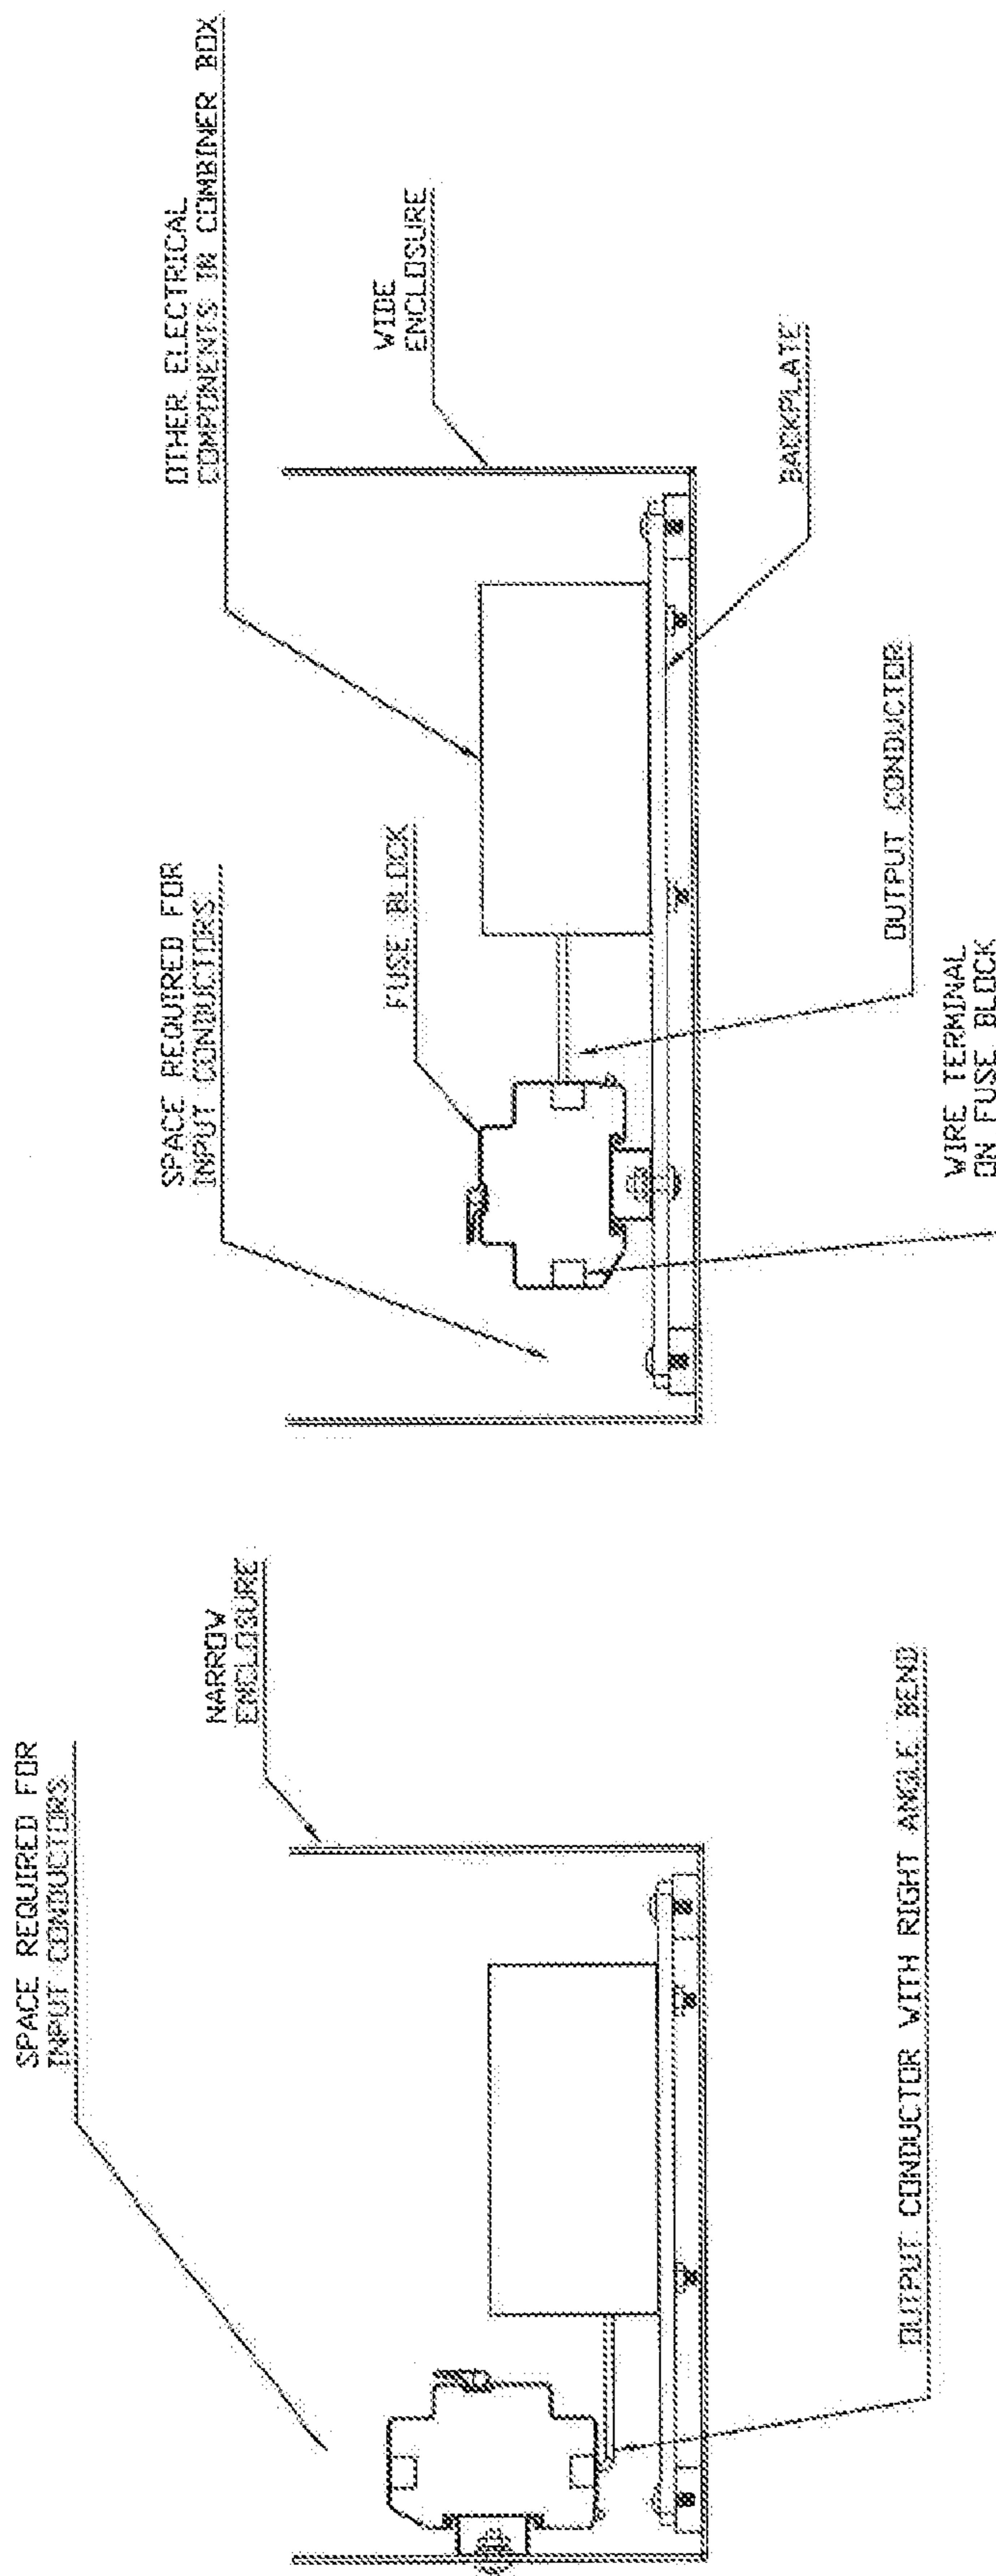 SPACE REQUIRED FOR
INPUT CONDUCTORS
NARROW
ENCLOSURE
OUTPUT CONDUCTOR WITH RIGHT ANGLE BEND
SPACE REQUIRED FOR
INPUT CONDUCTORS
FUSE BLOCK
OTHER ELECTRICAL
COMPONENTS IN COMBINER BOX
WIDE
ENCLOSURE
BACKPLATE
OUTPUT CONDUCTOR
WIRE TERMINAL
ON FUSE BLOCK